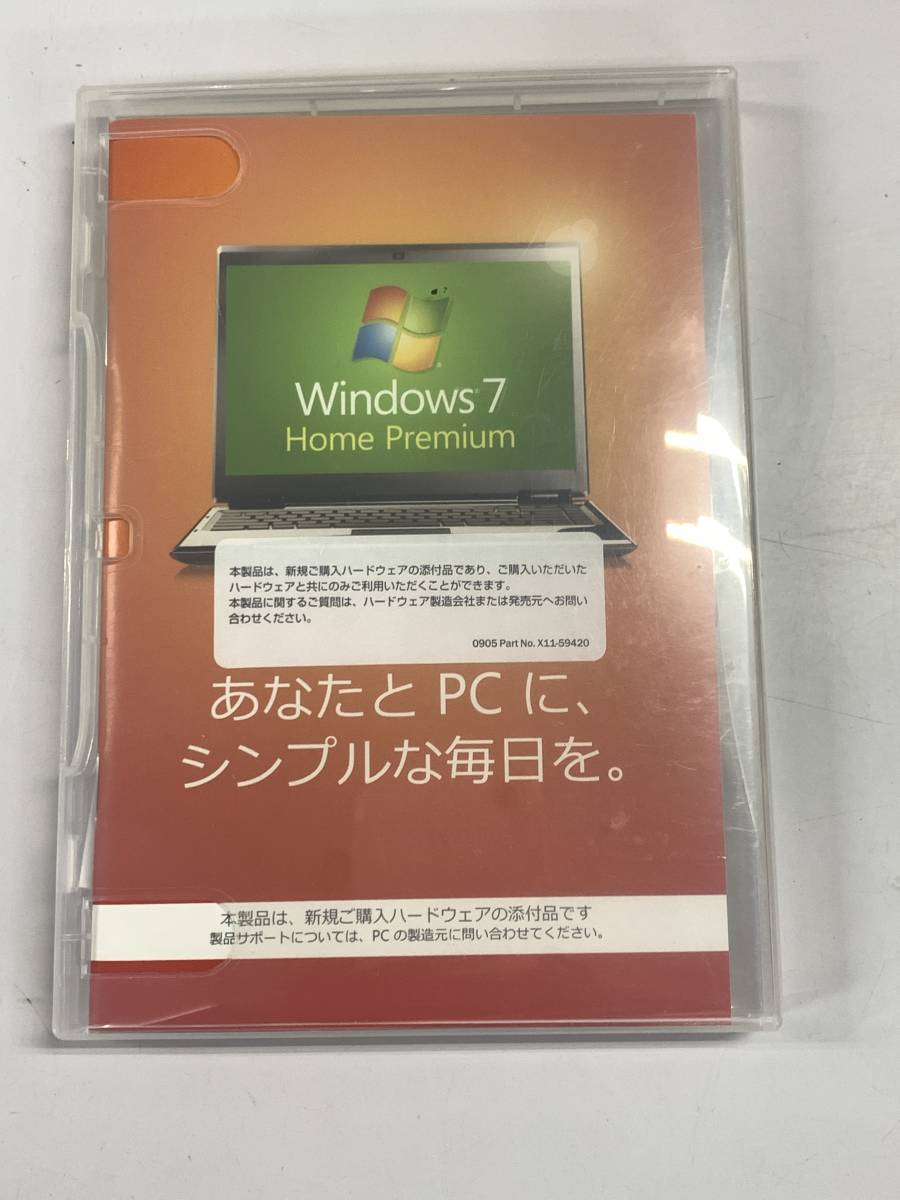 Windows 7
Home Premium
本製品は、新規ご購入ハードウェアの添付品であり、ご購入いただいた
ハードウェアと共にのみご利用いただくことができます。
本製品に関するご質問は、ハードウェア製造会社または発売元へお問い
合わせください。
0905 Part No. X11-59420
あなたと PC に、
シンプルな毎日を。
本製品は、新規ご購入ハードウェアの添付品です
製品サポートについては、PC の製造元に問い合わせてください。